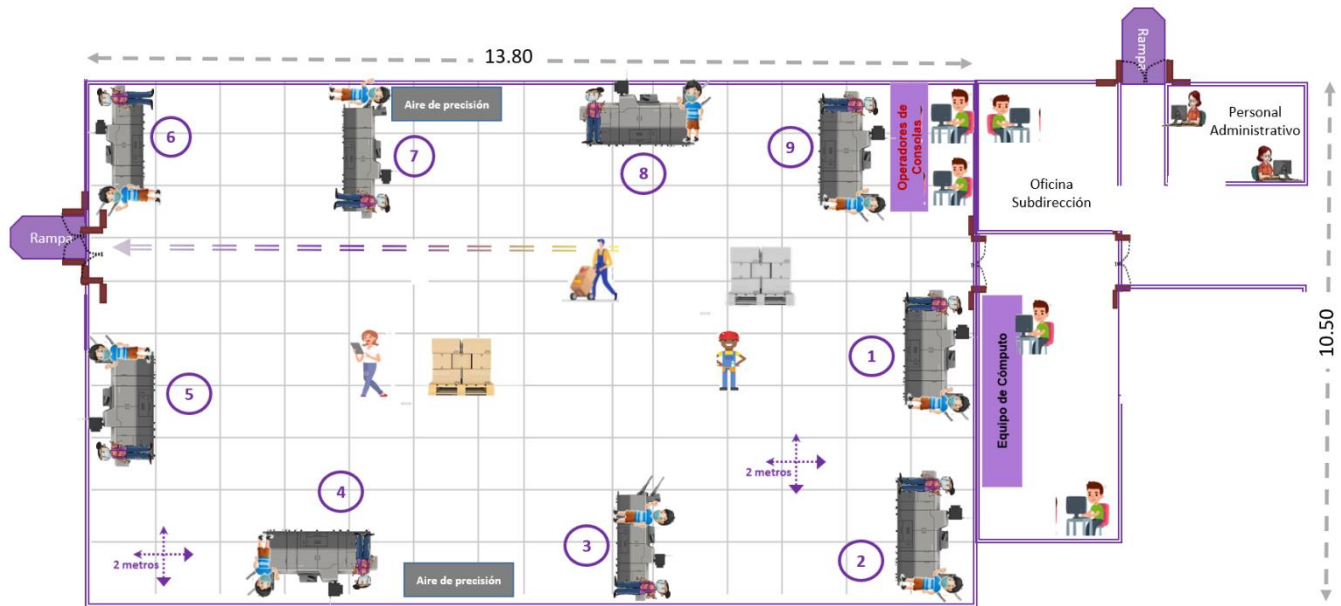 13.80
Rampa
6
7
Aire de precisión
8
9
Operadores de
Consolas
Oficina
Subdirección
Personal
Administrativo
Rampa
10.50
1
Equipo de Cómputo
5
2 metros
4
3
2
2 metros
Aire de precisión